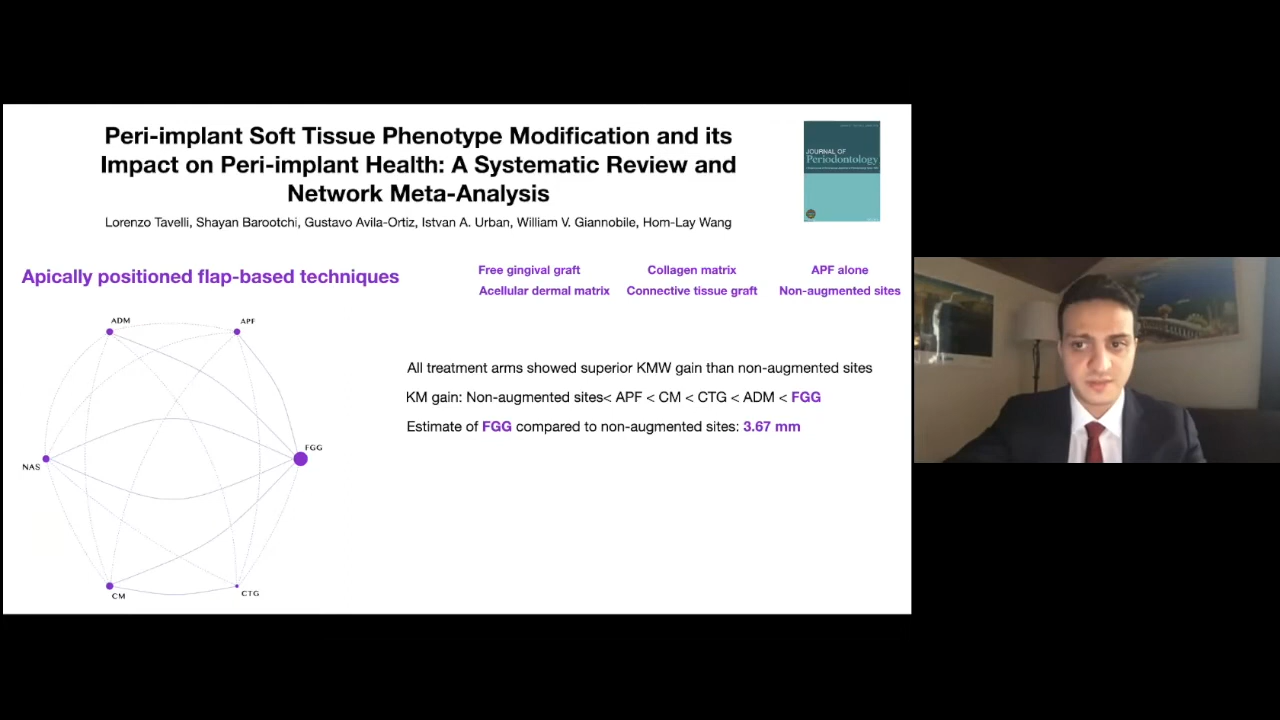 Peri-implant Soft Tissue Phenotype Modification and its
Impact on Peri-implant Health: A Systematic Review and
Network Meta-Analysis
Lorenzo Tavelli, Shayan Barootchi, Gustavo Avila-Ortiz, Istvan A. Urban, William V. Giannobile, Hom-Lay Wang
JOURNAL OF
Periodontology
Apically positioned flap-based techniques
Free gingival graft
Collagen matrix
APF alone
Acellular dermal matrix
Connective tissue graft
Non-augmented sites
ADM
APF
FGG
NAS
CM
CTG
All treatment arms showed superior KMW gain than non-augmented sites
KM gain: Non-augmented sites< APF < CM < CTG < ADM < FGG
Estimate of FGG compared to non-augmented sites: 3.67 mm